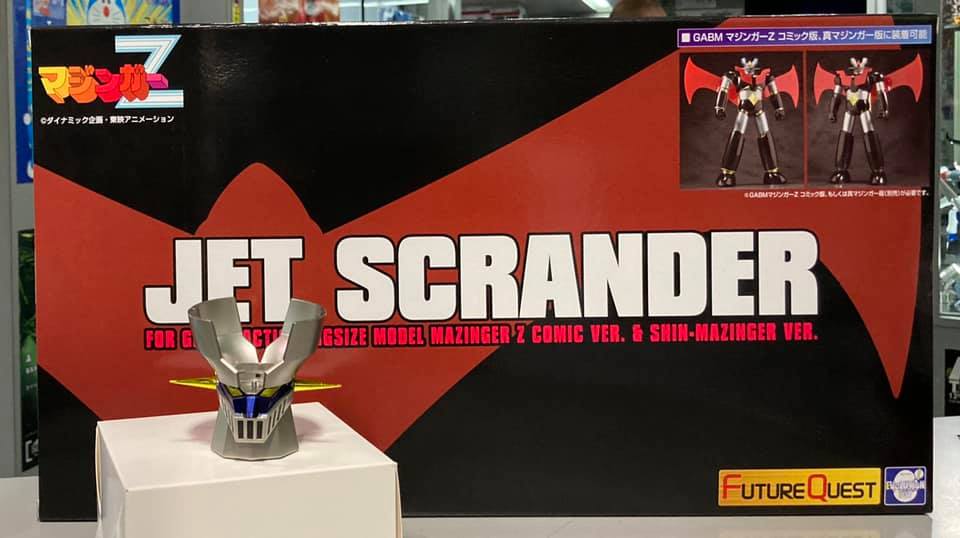 マジンガーZ
©ダイナミック企画・東映アニメーション
■ GABM マジンガーZ コミック版、真マジンガー版に装着可能
※GABMマジンガーZ コミック版、もしくは真マジンガー版(別売)が必要です。
JET SCRANDER
FOR G ACTI NGSIZE MODEL MAZINGER Z COMIC VER. & SHIN-MAZINGER VER.
FUTURE QUEST